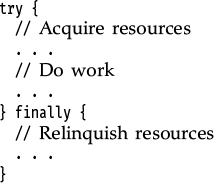 try {
// Acquire resources
. . .
// Do work
. . .
} finally {
// Relinquish resources
. . .
}